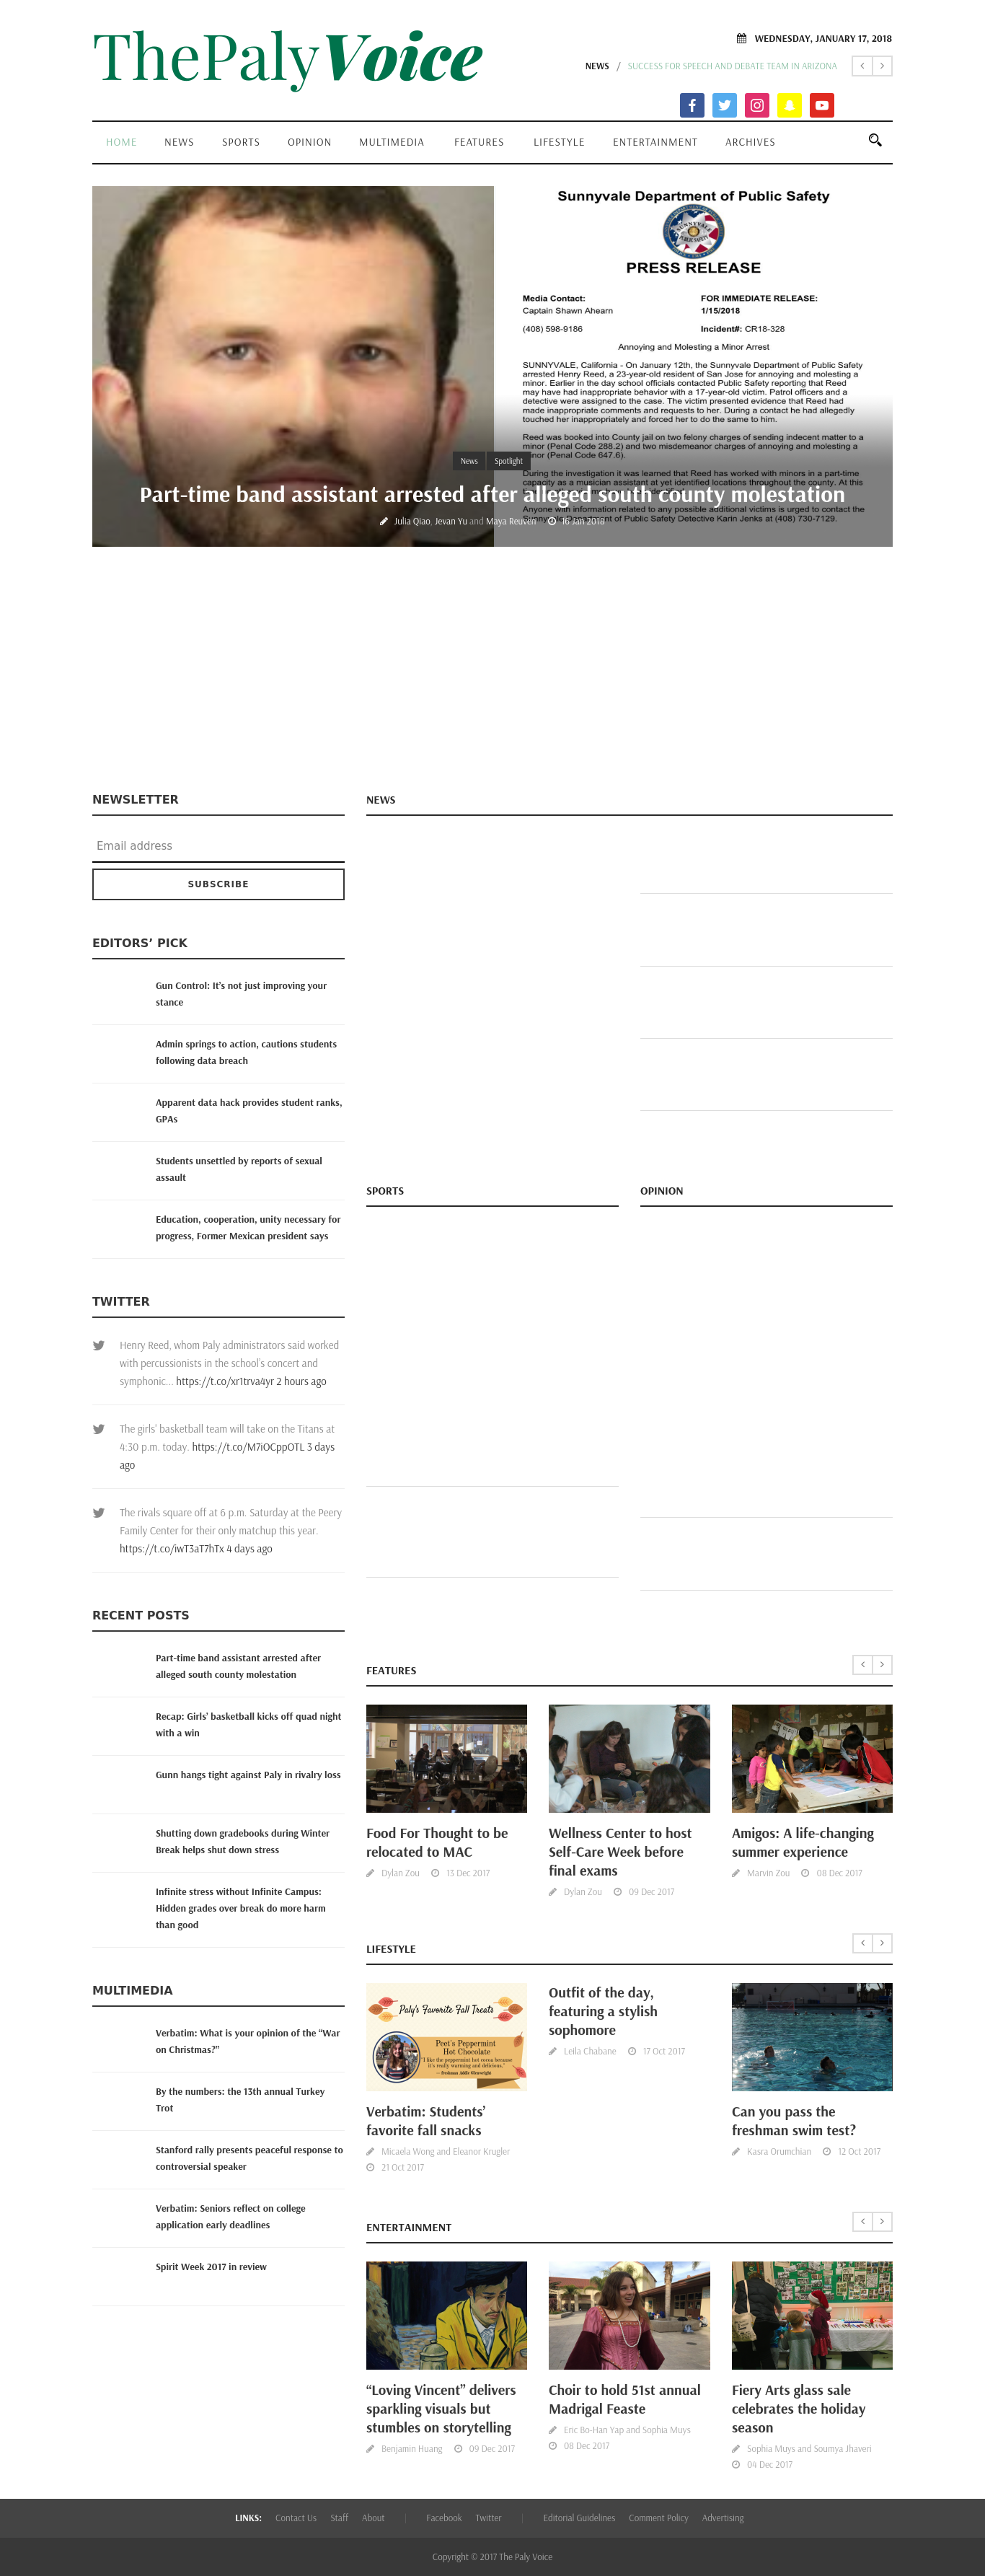 ThePalyVoice
WEDNESDAY, JANUARY 17, 2018
NEWS / SUCCESS FOR SPEECH AND DEBATE TEAM IN ARIZONA
HOME NEWS SPORTS OPINION MULTIMEDIA FEATURES LIFESTYLE ENTERTAINMENT ARCHIVES
Sunnyvale Department of Public Safety
PRESS RELEASE
Media Contact: FOR IMMEDIATE RELEASE:
Captain Shawn Ahearn 1/15/2018
(408) 598-9186 Incident#: CR18-328
Annoying and Molesting a Minor Arrest
SUNNYVALE, California - On January 12th, the Sunnyvale Department of Public Safety
arrested Henry Reed, a 23-year-old resident of San Jose for annoying and molesting a
minor. Earlier in the day school officials contacted Public Safety reporting that Reed
may have had inappropriate behavior with a 17-year-old victim. Patrol officers and a
detective were assigned to the case. The victim presented evidence that Reed had
made inappropriate comments and requests to her. During a contact he had allegedly
touched her inappropriately and forced her to do the same to him.
Reed was booked into County jail on two felony charges of sending indecent matter to a
minor (Penal Code 288.2) and two misdemeanor charges of annoying and molesting a
minor (Penal Code 647.6).
During the investigation it was learned that Reed has worked with minors in a part-time
capacity as a musician assistant at yet identified locations throughout the county. At this
Anyone with information related to any possible additional victims is urged to contact the
Department of Public Safety Detective Karin Jenks at (408) 730-7129.
News Spotlight
Part-time band assistant arrested after alleged south county molestation
Julia Qiao, Jevan Yu and Maya Reuven 16 Jan 2018
NEWSLETTER
Email address
SUBSCRIBE
EDITORS’ PICK
Gun Control: It’s not just improving your
stance
Admin springs to action, cautions students
following data breach
Apparent data hack provides student ranks,
GPAs
Students unsettled by reports of sexual
assault
Education, cooperation, unity necessary for
progress, Former Mexican president says
TWITTER
Henry Reed, whom Paly administrators said worked
with percussionists in the school's concert and
symphonic... https://t.co/xr1trva4yr 2 hours ago
The girls' basketball team will take on the Titans at
4:30 p.m. today. https://t.co/M7iOCppOTL 3 days
ago
The rivals square off at 6 p.m. Saturday at the Peery
Family Center for their only matchup this year.
https://t.co/iwT3aT7hTx 4 days ago
RECENT POSTS
Part-time band assistant arrested after
alleged south county molestation
Recap: Girls’ basketball kicks off quad night
with a win
Gunn hangs tight against Paly in rivalry loss
Shutting down gradebooks during Winter
Break helps shut down stress
Infinite stress without Infinite Campus:
Hidden grades over break do more harm
than good
MULTIMEDIA
Verbatim: What is your opinion of the “War
on Christmas?”
By the numbers: the 13th annual Turkey
Trot
Stanford rally presents peaceful response to
controversial speaker
Verbatim: Seniors reflect on college
application early deadlines
Spirit Week 2017 in review
NEWS
SPORTS
OPINION
FEATURES
Food For Thought to be
relocated to MAC
Dylan Zou 13 Dec 2017
Wellness Center to host
Self-Care Week before
final exams
Dylan Zou 09 Dec 2017
Amigos: A life-changing
summer experience
Marvin Zou 08 Dec 2017
LIFESTYLE
Paly's Favorite Fall Treats
Peet's Peppermint
Hot Chocolate
"I like the peppermint hot cocoa because it's
really warming and delicious."
— freshman Addie Glenwright
Verbatim: Students’
favorite fall snacks
Micaela Wong and Eleanor Krugler
21 Oct 2017
Outfit of the day,
featuring a stylish
sophomore
Leila Chabane 17 Oct 2017
Can you pass the
freshman swim test?
Kasra Orumchian 12 Oct 2017
ENTERTAINMENT
“Loving Vincent” delivers
sparkling visuals but
stumbles on storytelling
Benjamin Huang 09 Dec 2017
Choir to hold 51st annual
Madrigal Feaste
Eric Bo-Han Yap and Sophia Muys
08 Dec 2017
Fiery Arts glass sale
celebrates the holiday
season
Sophia Muys and Soumya Jhaveri
04 Dec 2017
LINKS: Contact Us Staff About | Facebook Twitter | Editorial Guidelines Comment Policy Advertising
Copyright © 2017 The Paly Voice